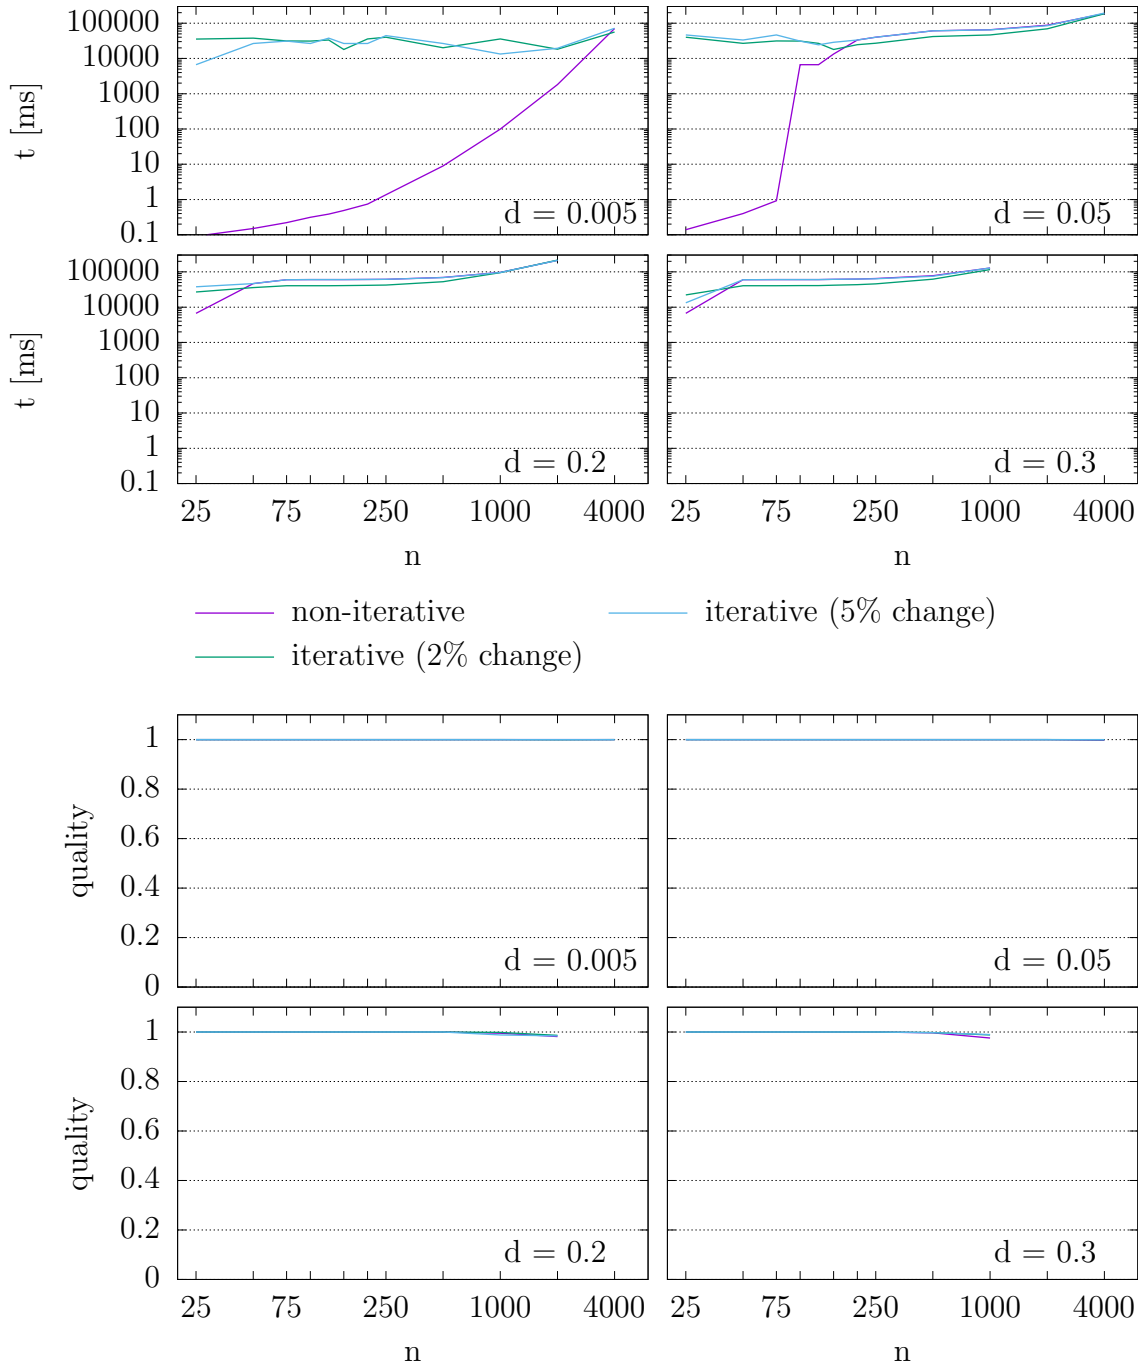 100000
10000
1000
100
10
1
0.1
t [ms]
d = 0.005
d = 0.05
100000
10000
1000
100
10
1
0.1
t [ms]
d = 0.2
d = 0.3
25 75 250 1000 4000
25 75 250 1000 4000
n
n
non-iterative
iterative (5% change)
iterative (2% change)
1
0.8
0.6
0.4
0.2
0
quality
d = 0.005
d = 0.05
1
0.8
0.6
0.4
0.2
0
quality
d = 0.2
d = 0.3
25 75 250 1000 4000
25 75 250 1000 4000
n
n